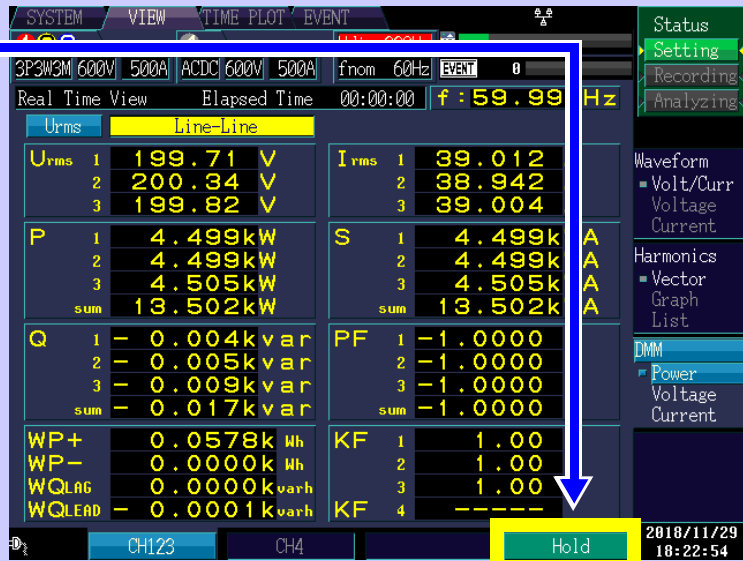 SYSTEM VIEW TIME PLOT EVENT
3P3W3M 600V 500A ACDC 600V 500A fnom 60Hz EVENT 0
Real Time View Elapsed Time 00:00:00 f:59.99 Hz
Urms Line-Line
Urms 1 199.71 V Irms 1 39.012
2 200.34 V 2 38.942
3 199.82 V 3 39.004
P 1 4.499kW S 1 4.499k A
2 4.499kW 2 4.499k A
3 4.505kW 3 4.505k A
sum 13.502kW sum 13.502k A
Q 1 - 0.004kvar PF 1 -1.0000
2 - 0.005kvar 2 -1.0000
3 - 0.009kvar 3 -1.0000
sum - 0.017kvar sum -1.0000
WP+ 0.0578k Wh KF 1 1.00
WP- 0.0000k Wh 2 1.00
WQLAG 0.0000kvarh 3 1.00
WQLEAD - 0.0001kvarh KF 4 -----
CH123 CH4 Hold
Status
Setting
Recording
Analyzing
Waveform
Volt/Curr
Voltage
Current
Harmonics
Vector
Graph
List
DMM
Power
Voltage
Current
2018/11/29
18:22:54